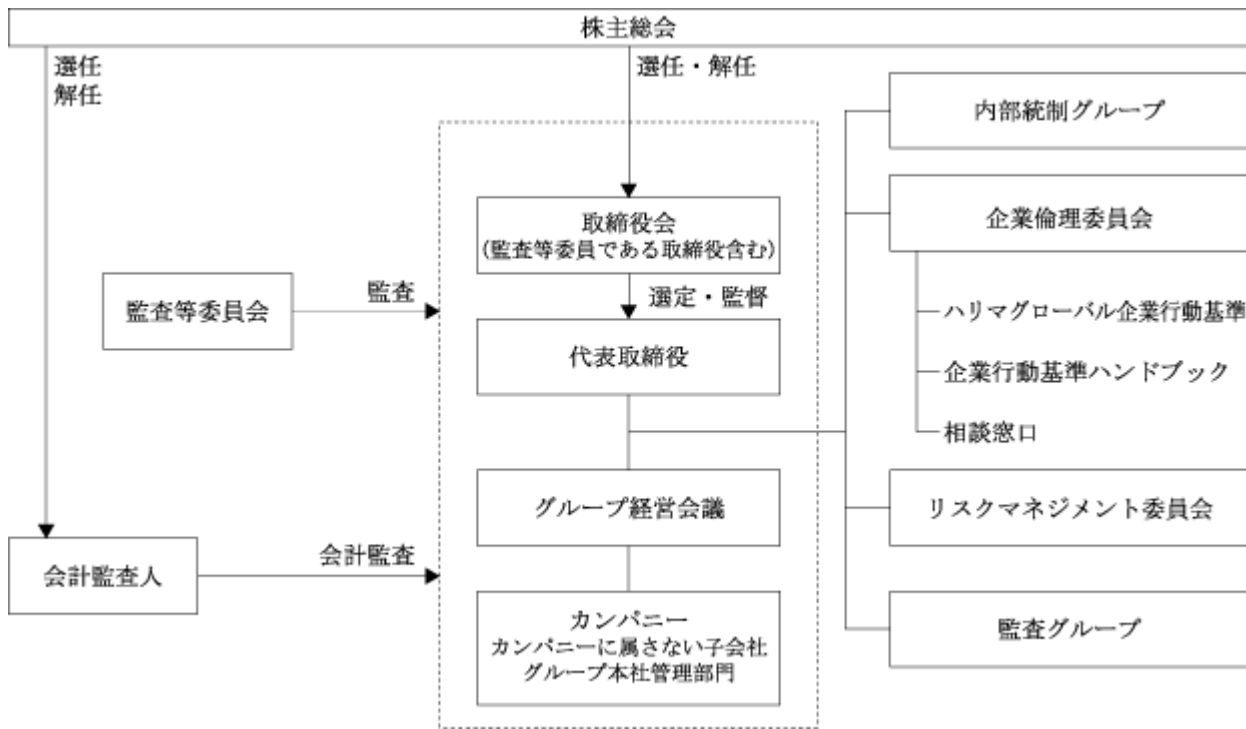 株主総会
選任
解任
選任・解任
内部統制グループ
企業倫理委員会
取締役会
(監査等委員である取締役含む)
監査等委員会
監査
選定・監督
ハリマグローバル企業行動基準
代表取締役
企業行動基準ハンドブック
相談窓口
グループ経営会議
リスクマネジメント委員会
会計監査人
会計監査
カンパニー
カンパニーに属さない子会社
グループ本社管理部門
監査グループ